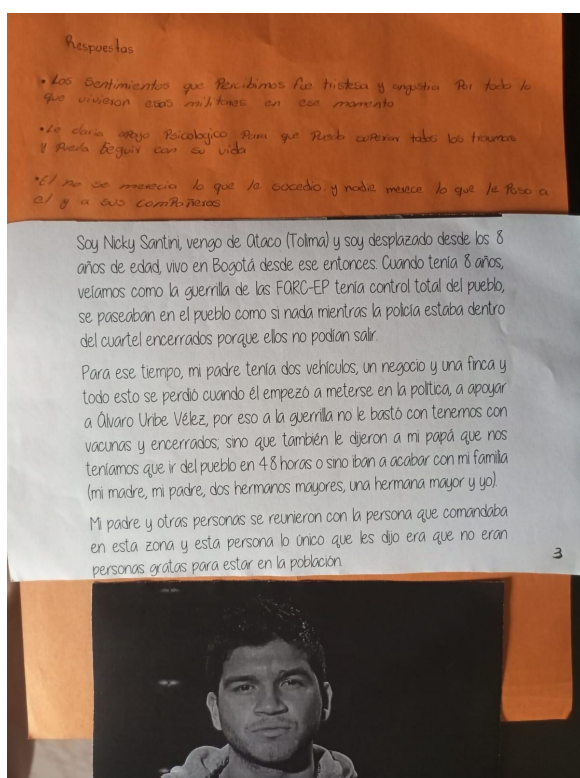 Respuestas
• Los Sentimientos que Percibimos fue tristesa y angustia Por todo lo
que vivieron esos militares en ese momento
• Le daria apoyo Psicologico Para que Pueda superar todos los traumas
y Pueda Seguir con su vida
• El no se merecia lo que le sucedio y nadie merece lo que le Paso a
el y a sus comPañeros
Soy Nicky Santini, vengo de Ataco (Tolima) y soy desplazado desde los 8
años de edad, vivo en Bogotá desde ese entonces. Cuando tenía 8 años,
veíamos como la guerrilla de las FARC-EP tenía control total del pueblo,
se paseaban en el pueblo como si nada mientras la policía estaba dentro
del cuartel encerrados porque ellos no podían salir.
Para ese tiempo, mi padre tenía dos vehículos, un negocio y una finca y
todo esto se perdió cuando él empezó a meterse en la política, a apoyar
a Álvaro Uribe Vélez, por eso a la guerrilla no le bastó con tenernos con
vacunas y encerrados; sino que también le dijeron a mi papá que nos
teníamos que ir del pueblo en 48 horas o sino iban a acabar con mi familia
(mi madre, mi padre, dos hermanos mayores, una hermana mayor y yo).
Mi padre y otras personas se reunieron con la persona que comandaba
en esta zona y esta persona lo único que les dijo era que no eran
personas gratas para estar en la población.
3